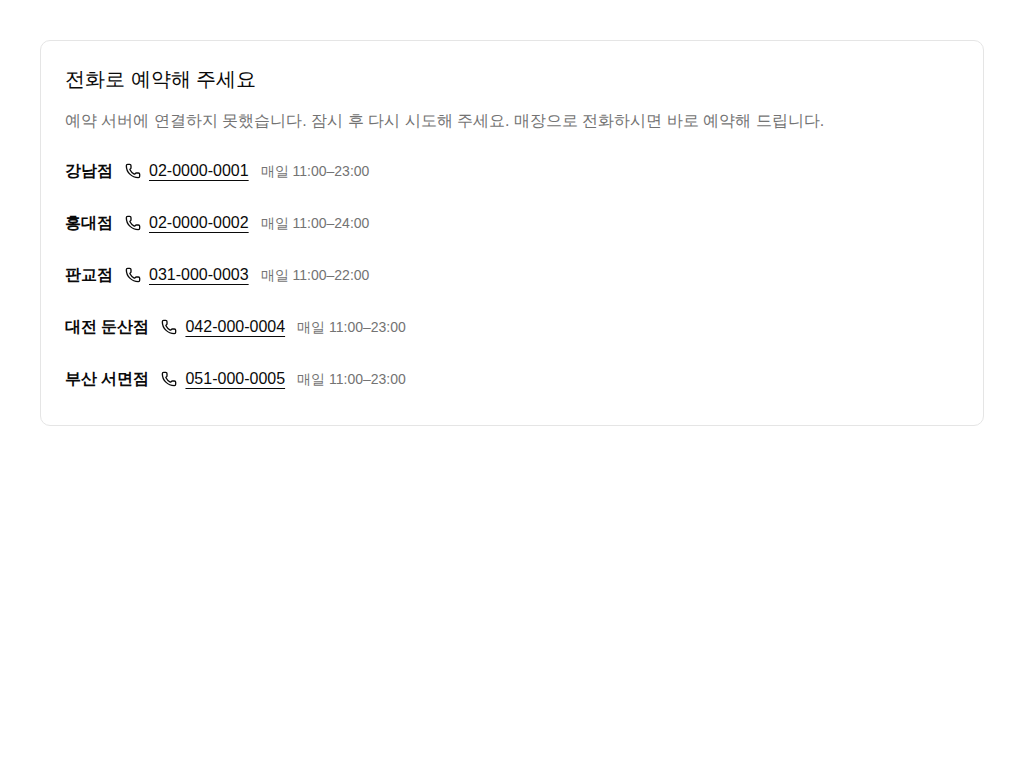 전화로 예약해 주세요
예약 서버에 연결하지 못했습니다. 잠시 후 다시 시도해 주세요. 매장으로 전화하시면 바로 예약해 드립니다.
강남점 02-0000-0001 매일 11:00–23:00
홍대점 02-0000-0002 매일 11:00–24:00
판교점 031-000-0003 매일 11:00–22:00
대전 둔산점 042-000-0004 매일 11:00–23:00
부산 서면점 051-000-0005 매일 11:00–23:00